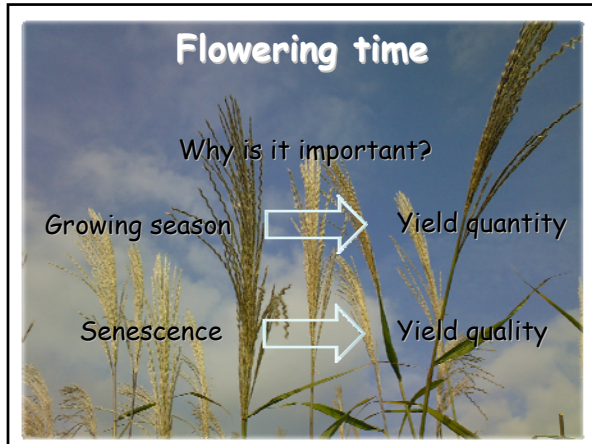 Flowering time
Why is it important?
Growing season Yield quantity
Senescence Yield quality